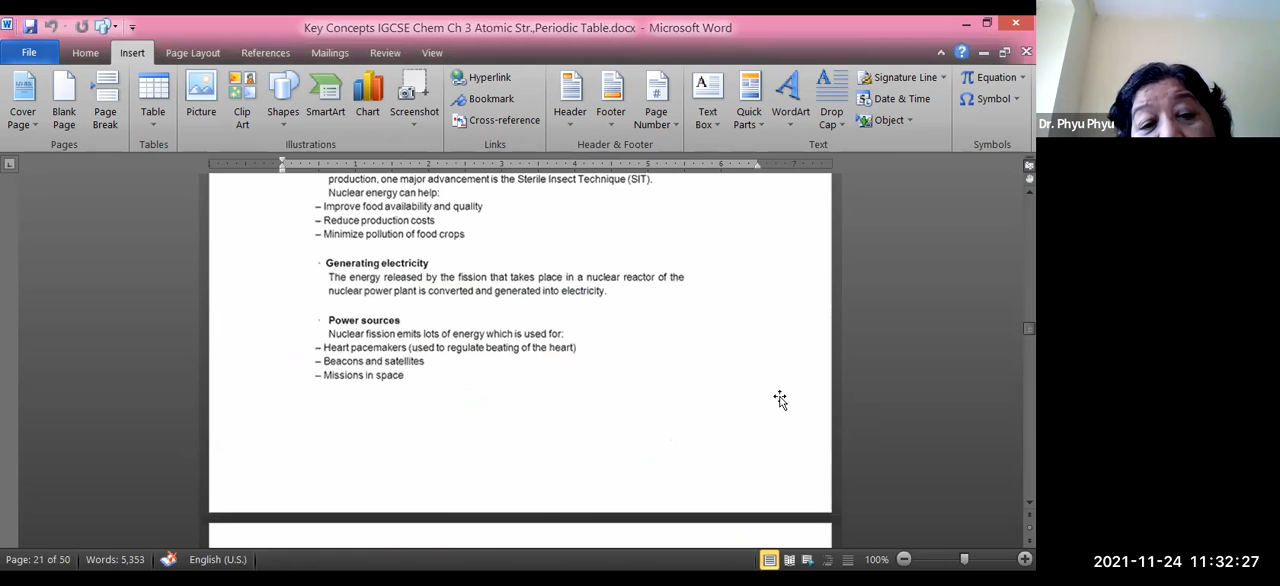 Key Concepts IGCSE Chem Ch 3 Atomic Str.,Periodic Table.docx - Microsoft Word
File Home Insert Page Layout References Mailings Review View
Cover Page
Blank Page
Page Break
Pages
Table
Tables
Picture
Clip Art
Shapes
SmartArt
Chart
Screenshot
Illustrations
Hyperlink
Bookmark
Cross-reference
Links
Header
Footer
Page Number
Header & Footer
Text Box
Quick Parts
WordArt
Drop Cap
Signature Line
Date & Time
Object
Text
Equation
Symbol
Symbols
Dr. Phyu Phyu
1 2 3 4 5 6 7
production, one major advancement is the Sterile Insect Technique (SIT).
Nuclear energy can help:
– Improve food availability and quality
– Reduce production costs
– Minimize pollution of food crops
· Generating electricity
The energy released by the fission that takes place in a nuclear reactor of the
nuclear power plant is converted and generated into electricity.
· Power sources
Nuclear fission emits lots of energy which is used for:
– Heart pacemakers (used to regulate beating of the heart)
– Beacons and satellites
– Missions in space
Page: 21 of 50 Words: 5,353 English (U.S.) 100%
2021-11-24 11:32:27